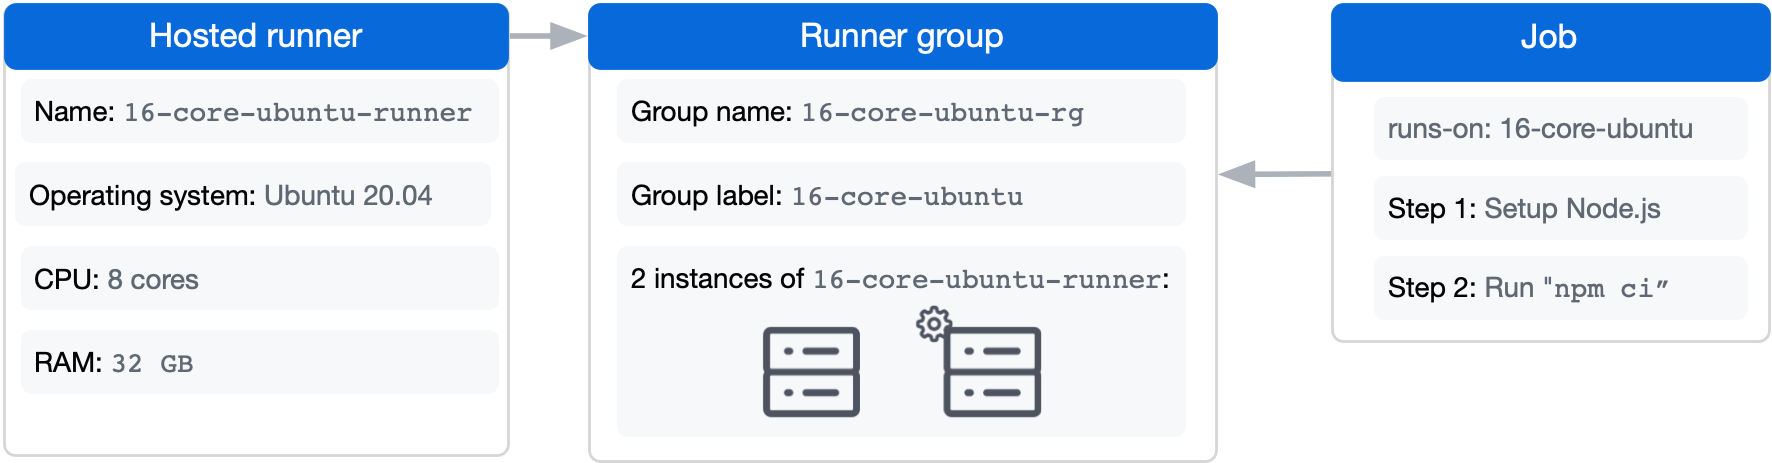 Hosted runner
Name: 16-core-ubuntu-runner
Operating system: Ubuntu 20.04
CPU: 8 cores
RAM: 32 GB
Runner group
Group name: 16-core-ubuntu-rg
Group label: 16-core-ubuntu
2 instances of 16-core-ubuntu-runner:
Job
runs-on: 16-core-ubuntu
Step 1: Setup Node.js
Step 2: Run "npm ci”